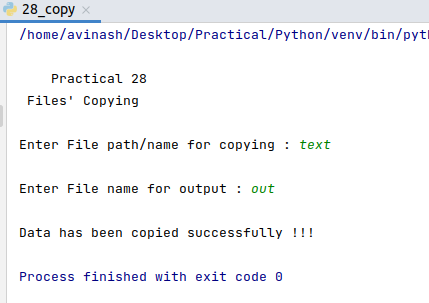 28_copy
/home/avinash/Desktop/Practical/Python/venv/bin/pyth
Practical 28
Files' Copying
Enter File path/name for copying : text
Enter File name for output : out
Data has been copied successfully !!!
Process finished with exit code 0